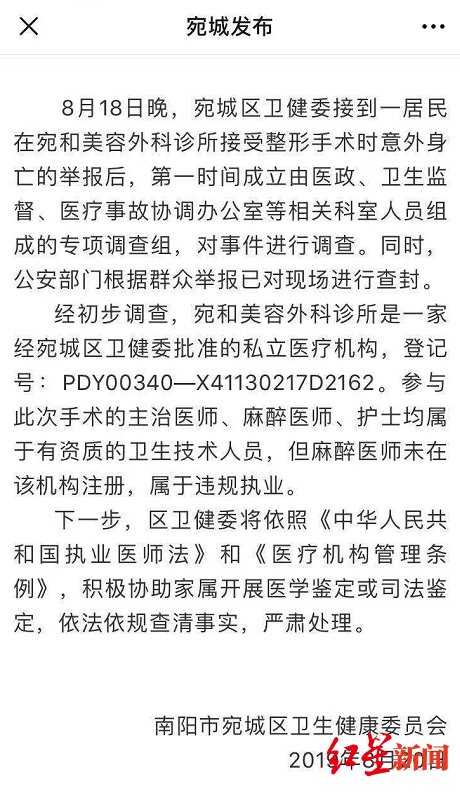 宛城发布
8月18日晚，宛城区卫健委接到一居民
在宛和美容外科诊所接受整形手术时意外身
亡的举报后，第一时间成立由医政、卫生监
督、医疗事故协调办公室等相关科室人员组
成的专项调查组，对事件进行调查。同时，
公安部门根据群众举报已对现场进行查封。
经初步调查，宛和美容外科诊所是一家
经宛城区卫健委批准的私立医疗机构，登记
号：PDY00340—X41130217D2162。参与
此次手术的主治医师、麻醉医师、护士均属
于有资质的卫生技术人员，但麻醉医师未在
该机构注册，属于违规执业。
下一步，区卫健委将依照《中华人民共
和国执业医师法》和《医疗机构管理条
例》，积极协助家属开展医学鉴定或司法鉴
定，依法依规查清事实，严肃处理。
南阳市宛城区卫生健康委员会
2019年8月20日
红星新闻